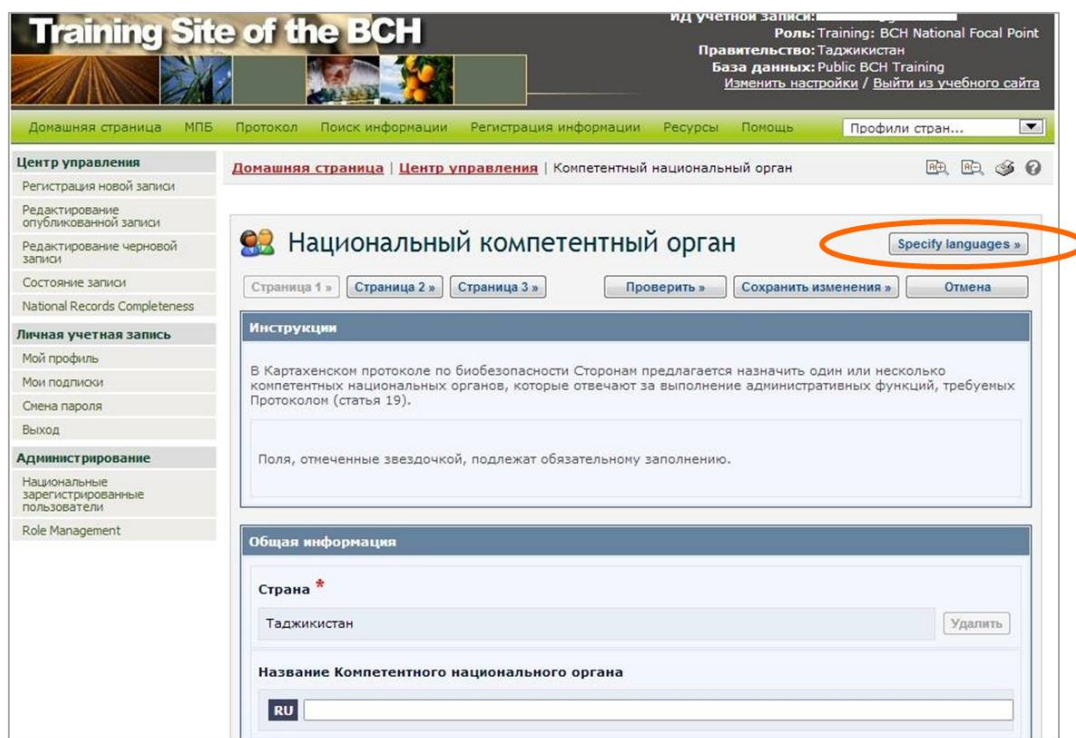 Training Site of the BCH
ИД учетной записи:
Роль: Training: BCH National Focal Point
Правительство: Таджикистан
База данных: Public BCH Training
Изменить настройки / Выйти из учебного сайта
Домашняя страница МПБ Протокол Поиск информации Регистрация информации Ресурсы Помощь Профили стран...
Центр управления
Регистрация новой записи
Редактирование
опубликованной записи
Редактирование черновой
записи
Состояние записи
National Records Completeness
Личная учетная запись
Мой профиль
Мои подписки
Смена пароля
Выход
Администрирование
Национальные
зарегистрированные
пользователи
Role Management
Домашняя страница | Центр управления | Компетентный национальный орган
Национальный компетентный орган
Specify languages »
Страница 1 » Страница 2 » Страница 3 » Проверить » Сохранить изменения » Отмена
Инструкции
В Картахенском протоколе по биобезопасности Сторонам предлагается назначить один или несколько
компетентных национальных органов, которые отвечают за выполнение административных функций, требуемых
Протоколом (статья 19).
Поля, отмеченные звездочкой, подлежат обязательному заполнению.
Общая информация
Страна *
Таджикистан Удалить
Название Компетентного национального органа
RU